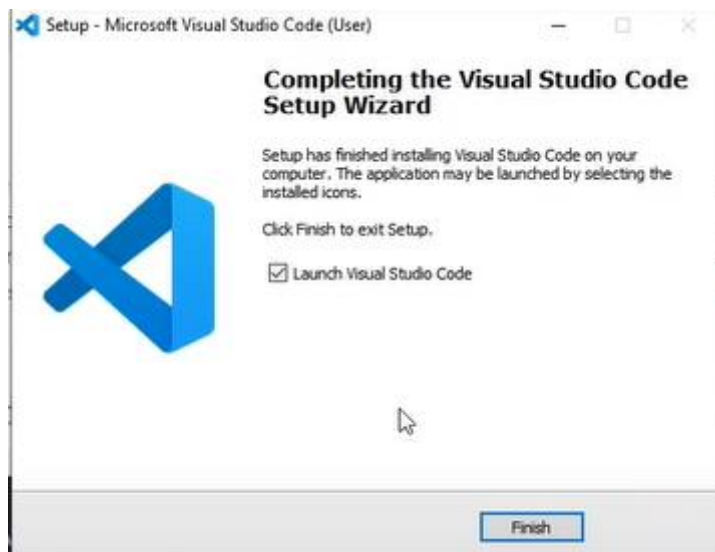 Setup - Microsoft Visual Studio Code (User)
Completing the Visual Studio Code
Setup Wizard
Setup has finished installing Visual Studio Code on your
computer. The application may be launched by selecting the
installed icons.
Click Finish to exit Setup.
Launch Visual Studio Code
Finish